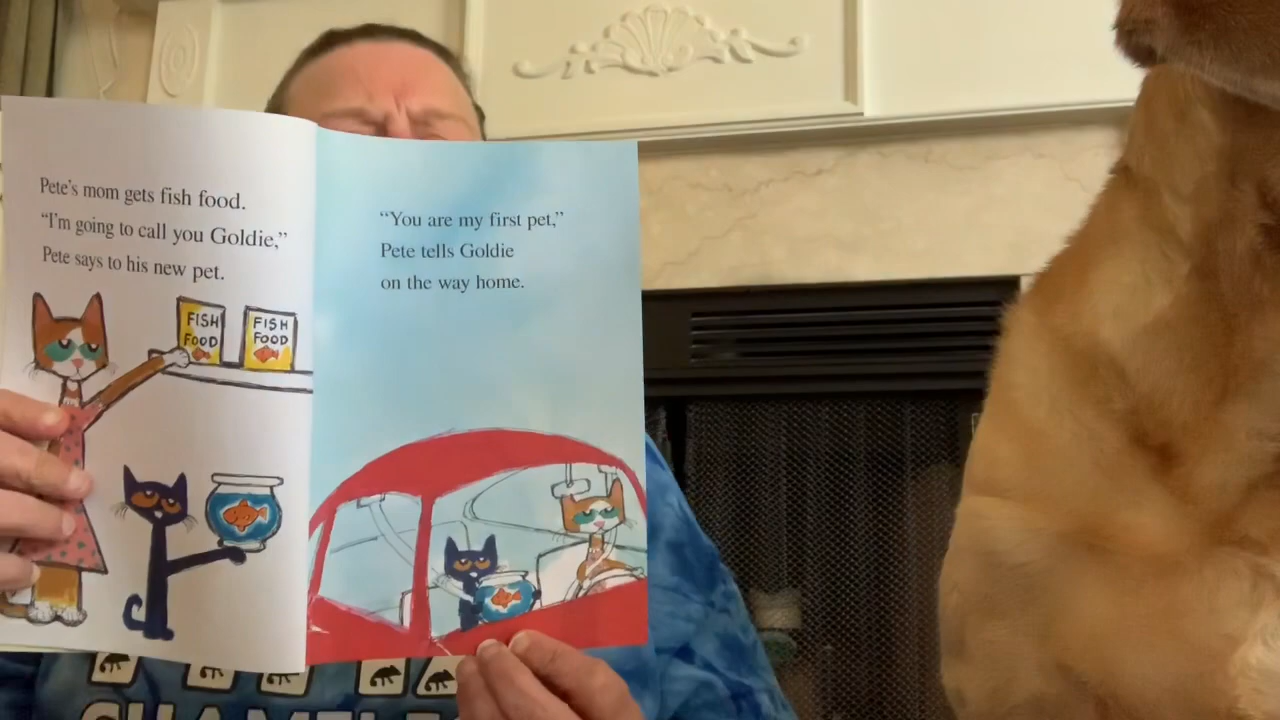 Pete's mom gets fish food.
“I'm going to call you Goldie,”
Pete says to his new pet.
FISH
FOOD
FISH
FOOD
“You are my first pet,”
Pete tells Goldie
on the way home.